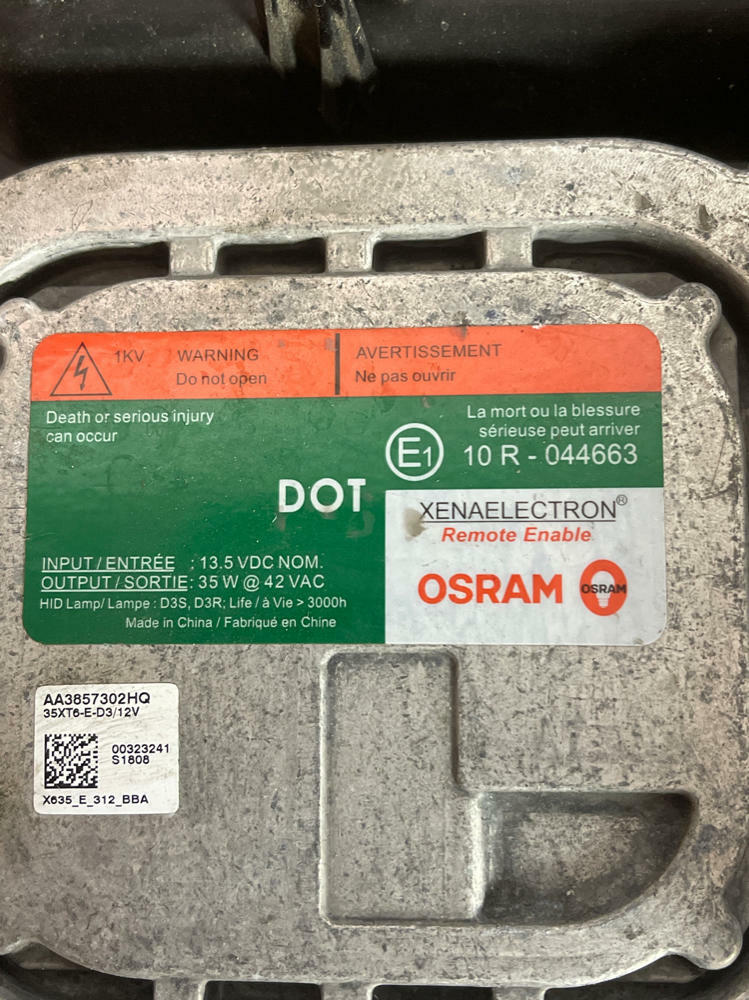 1KV WARNING
Do not open
AVERTISSEMENT
Ne pas ouvrir
Death or serious injury
can occur
La mort ou la blessure
sérieuse peut arriver
E1 10 R - 044663
DOT
XENAELECTRON®
Remote Enable
OSRAM OSRAM
INPUT / ENTRÉE : 13.5 VDC NOM.
OUTPUT / SORTIE: 35 W @ 42 VAC
HID Lamp/ Lampe : D3S, D3R; Life / à Vie > 3000h
Made in China / Fabriqué en Chine
AA3857302HQ
35XT6-E-D3/12V
00323241
S1808
X635_E_312_BBA